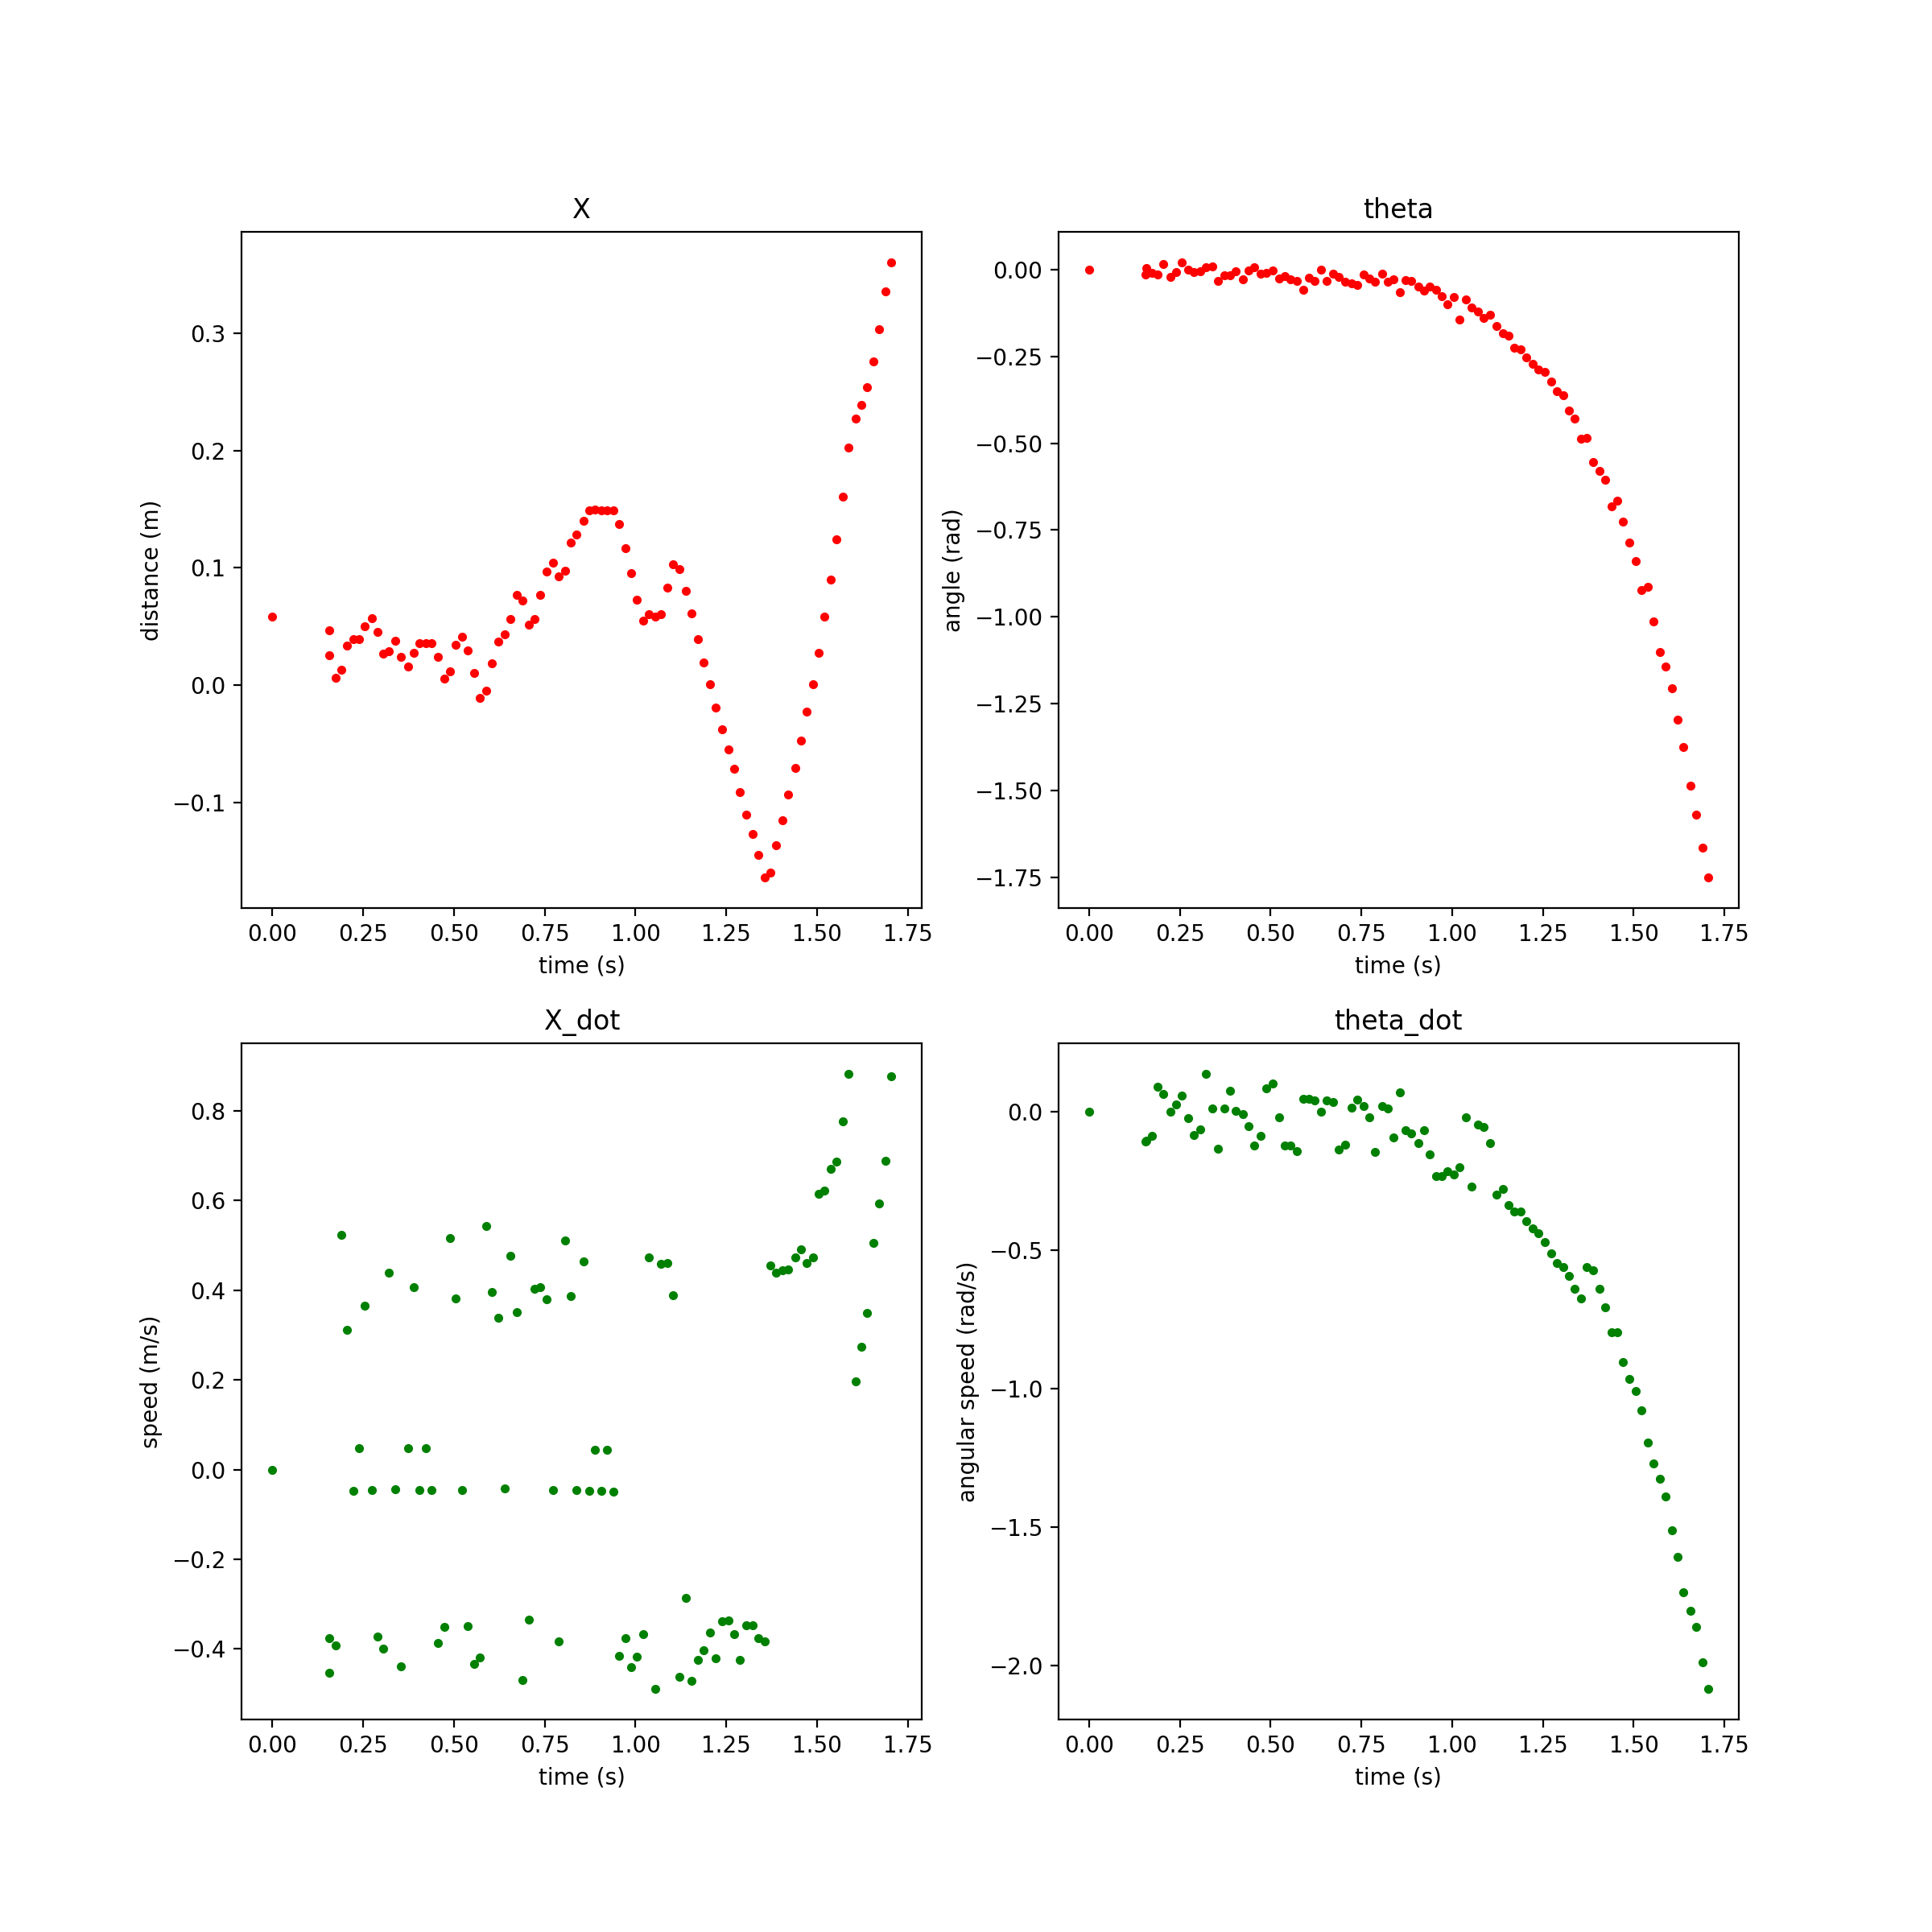 X
distance (m)
0.3
0.2
0.1
0.0
−0.1
0.00 0.25 0.50 0.75 1.00 1.25 1.50 1.75
time (s)
theta
angle (rad)
0.00
−0.25
−0.50
−0.75
−1.00
−1.25
−1.50
−1.75
0.00 0.25 0.50 0.75 1.00 1.25 1.50 1.75
time (s)
X_dot
speed (m/s)
0.8
0.6
0.4
0.2
0.0
−0.2
−0.4
0.00 0.25 0.50 0.75 1.00 1.25 1.50 1.75
time (s)
theta_dot
angular speed (rad/s)
0.0
−0.5
−1.0
−1.5
−2.0
0.00 0.25 0.50 0.75 1.00 1.25 1.50 1.75
time (s)